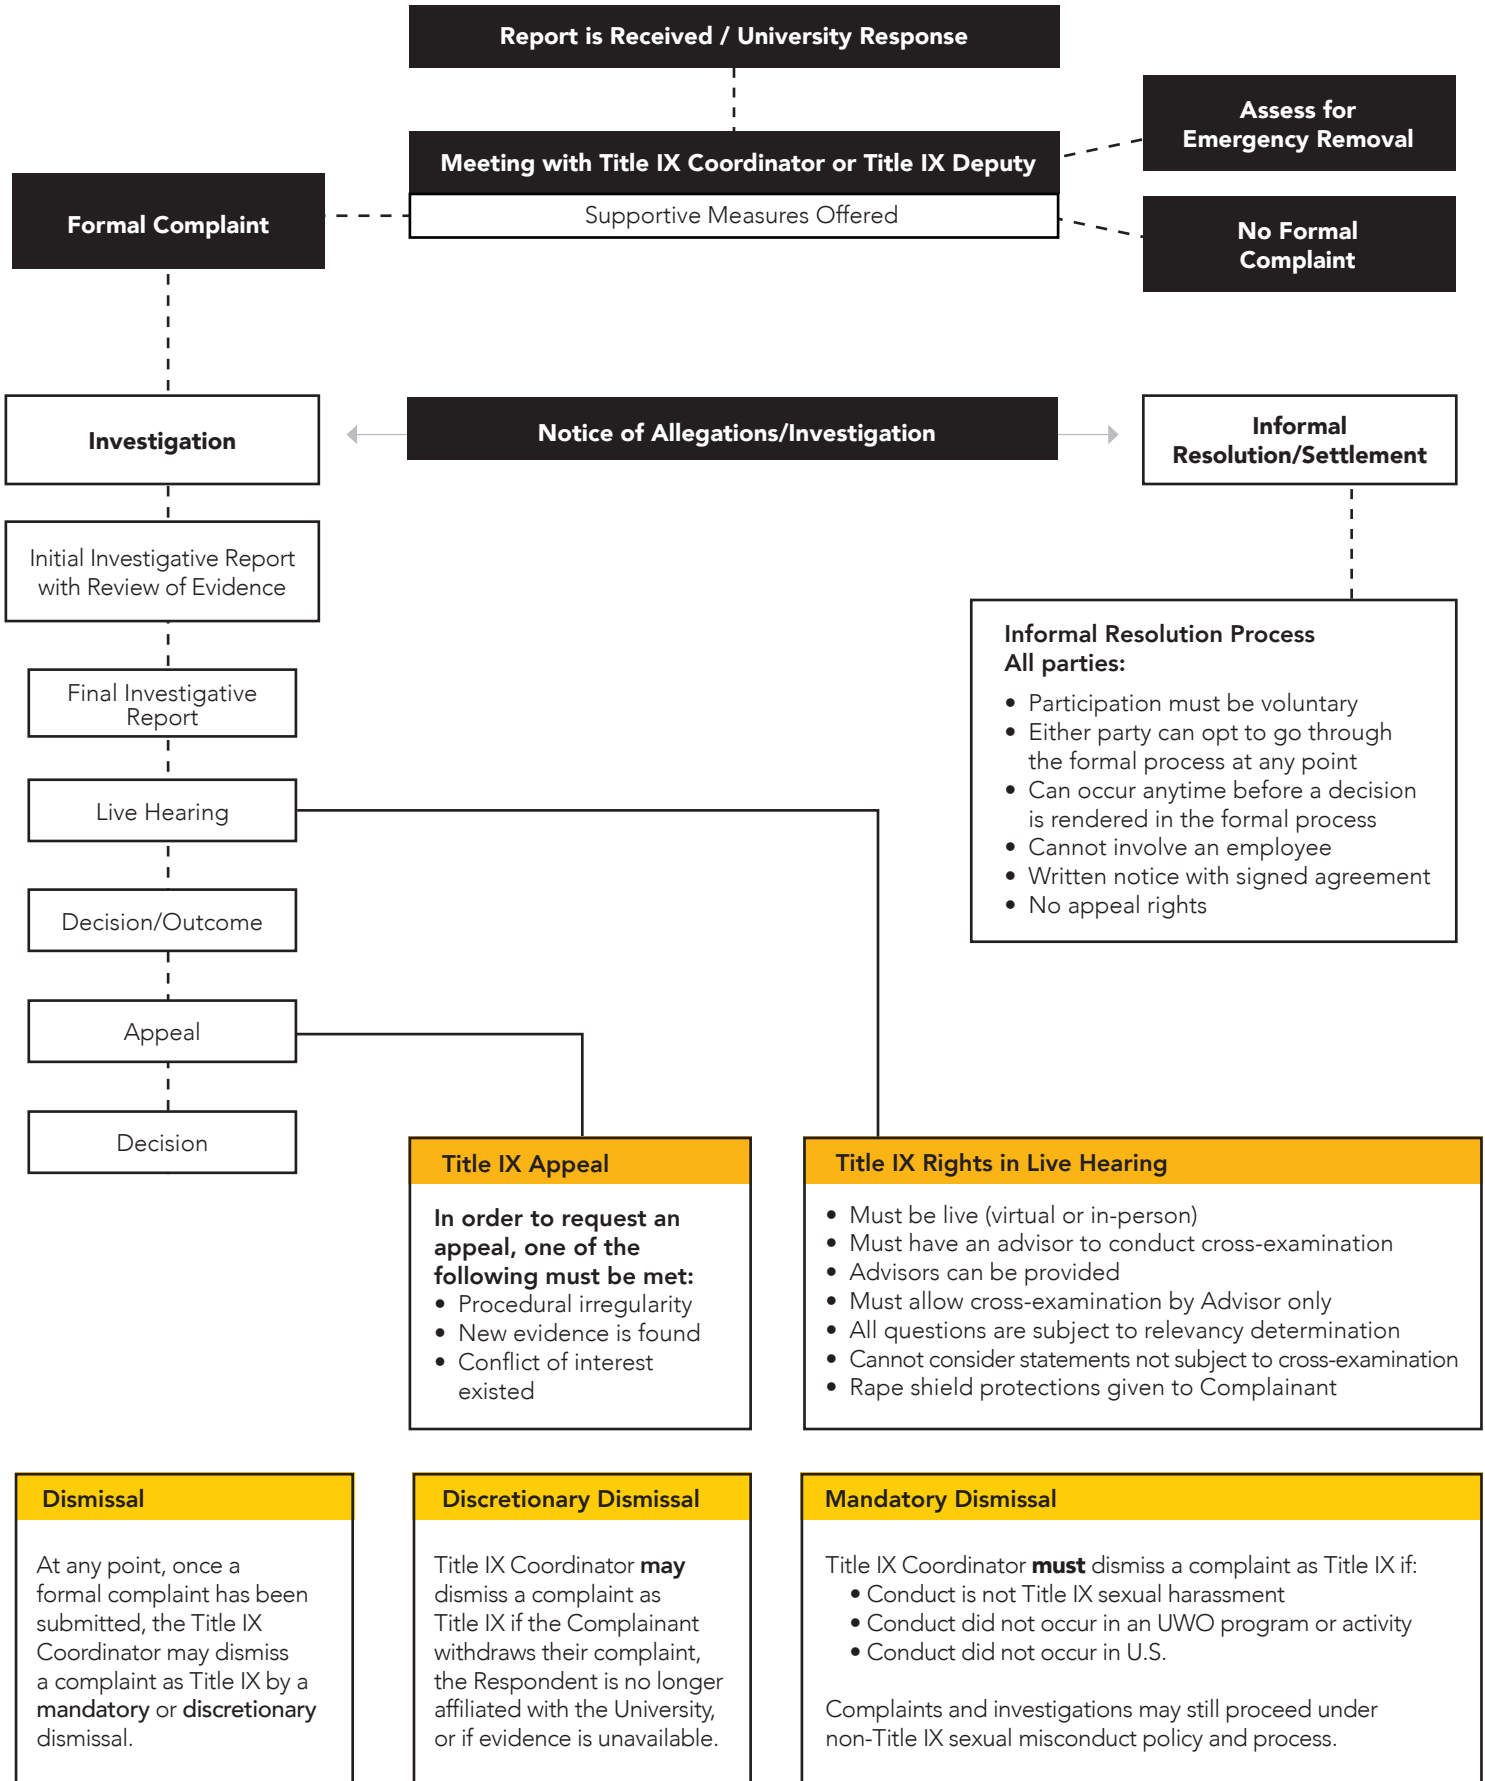 Report is Received / University Response
Assess for
Emergency Removal
Meeting with Title IX Coordinator or Title IX Deputy
Supportive Measures Offered
Formal Complaint
No Formal
Complaint
Investigation
Notice of Allegations/Investigation
Informal
Resolution/Settlement
Initial Investigative Report
with Review of Evidence
Final Investigative
Report
Live Hearing
Decision/Outcome
Appeal
Decision
Informal Resolution Process
All parties:
• Participation must be voluntary
• Either party can opt to go through
the formal process at any point
• Can occur anytime before a decision
is rendered in the formal process
• Cannot involve an employee
• Written notice with signed agreement
• No appeal rights
Title IX Appeal
In order to request an
appeal, one of the
following must be met:
• Procedural irregularity
• New evidence is found
• Conflict of interest
existed
Title IX Rights in Live Hearing
• Must be live (virtual or in-person)
• Must have an advisor to conduct cross-examination
• Advisors can be provided
• Must allow cross-examination by Advisor only
• All questions are subject to relevancy determination
• Cannot consider statements not subject to cross-examination
• Rape shield protections given to Complainant
Dismissal
At any point, once a
formal complaint has been
submitted, the Title IX
Coordinator may dismiss
a complaint as Title IX by a
mandatory or discretionary
dismissal.
Discretionary Dismissal
Title IX Coordinator may
dismiss a complaint as
Title IX if the Complainant
withdraws their complaint,
the Respondent is no longer
affiliated with the University,
or if evidence is unavailable.
Mandatory Dismissal
Title IX Coordinator must dismiss a complaint as Title IX if:
• Conduct is not Title IX sexual harassment
• Conduct did not occur in an UWO program or activity
• Conduct did not occur in U.S.
Complaints and investigations may still proceed under
non-Title IX sexual misconduct policy and process.